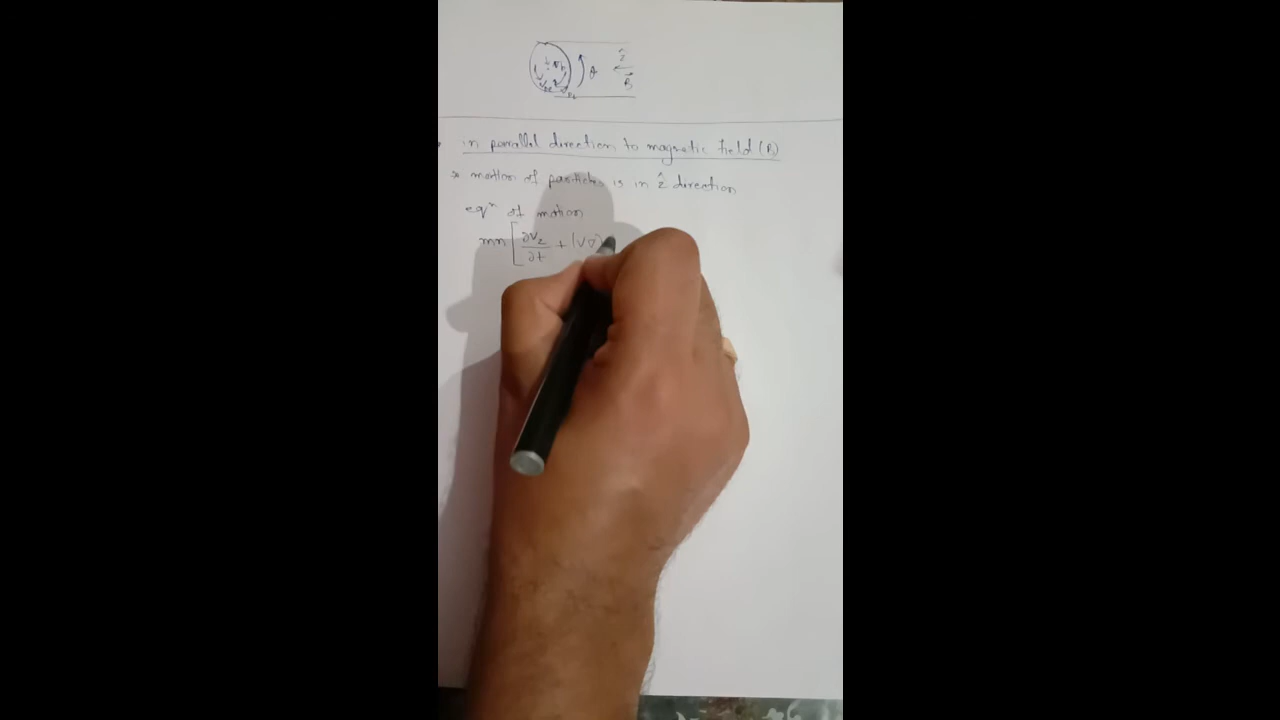 θ ẑ
B
in parallel direction to magnetic field (B)
* motion of particles is in ẑ direction
eqⁿ of motion
mn [ ∂V_z/∂t + (V∇)